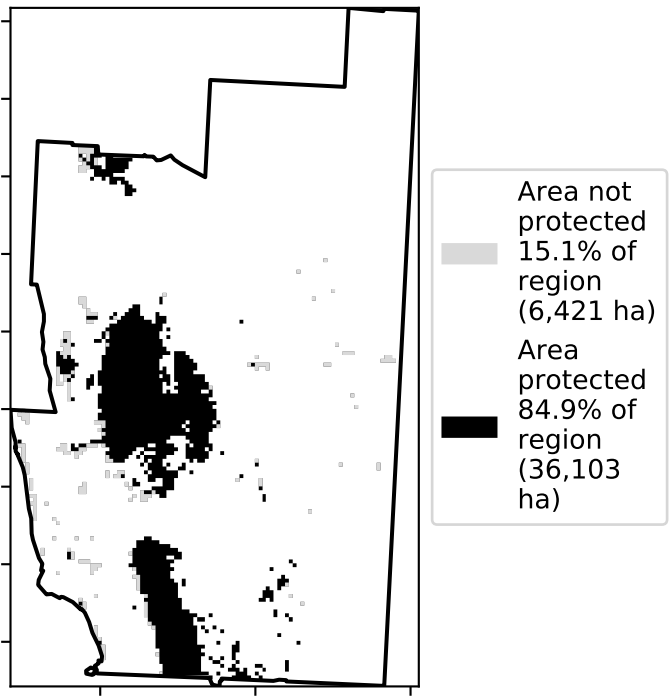 Area not
protected
15.1% of
region
(6,421 ha)
Area
protected
84.9% of
region
(36,103
ha)